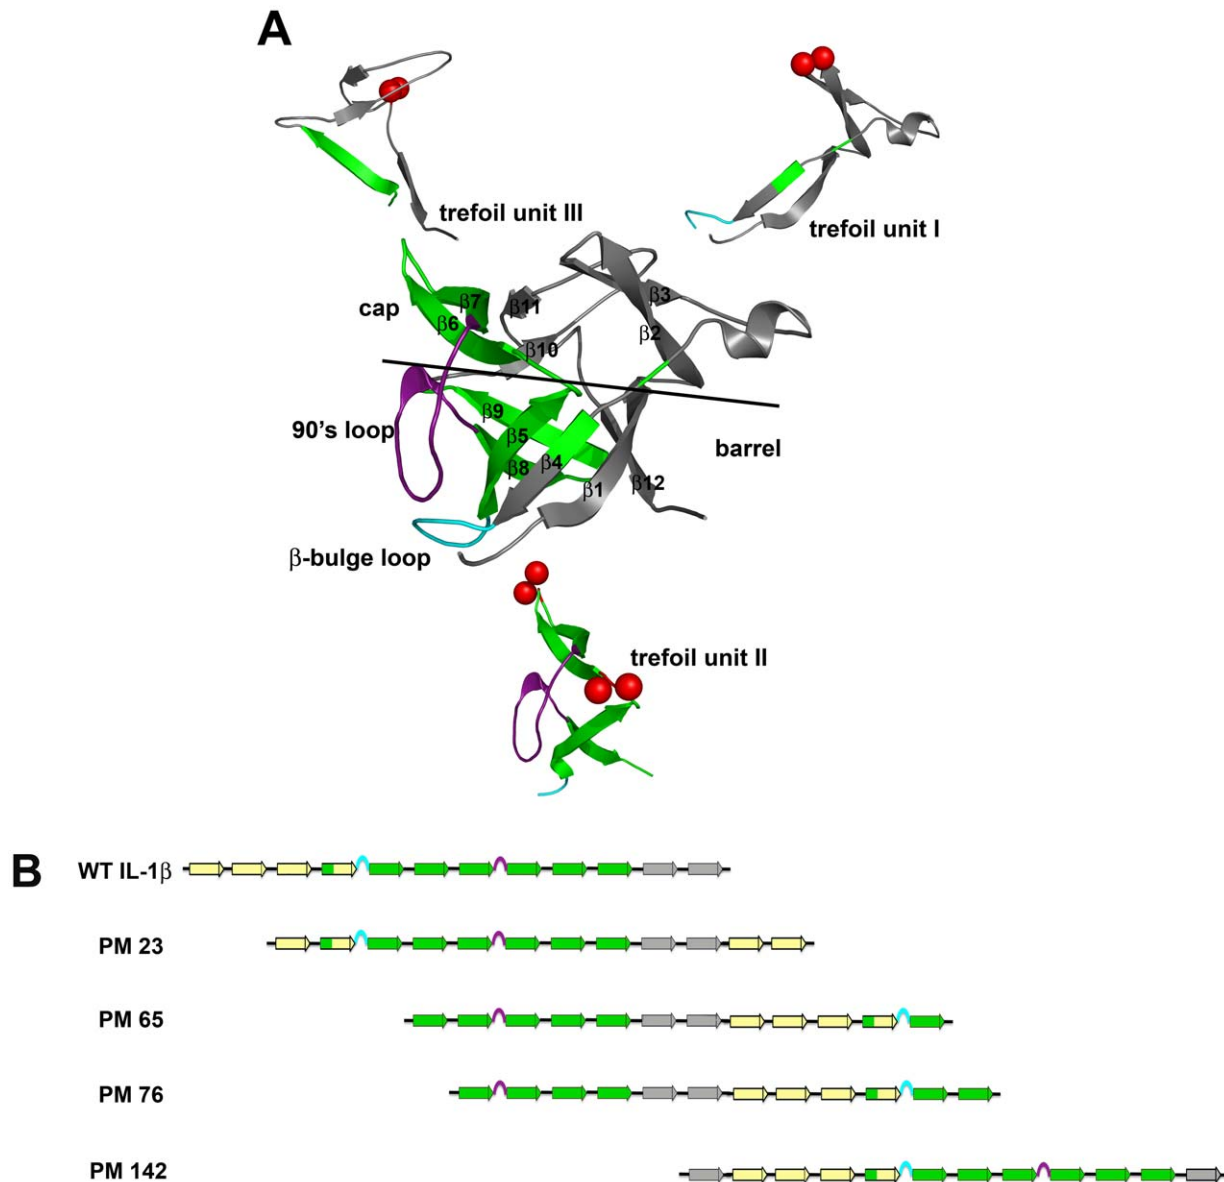 A
trefoil unit III
trefoil unit I
cap
β7
β11
β3
β6
β2
β10
90's loop
β9
β5
β4
β8
β1
β12
barrel
β-bulge loop
trefoil unit II
B
WT IL-1β
PM 23
PM 65
PM 76
PM 142